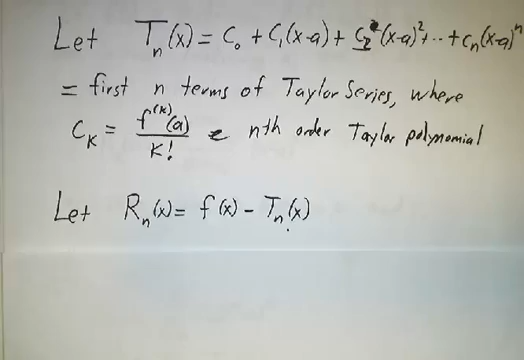 Let Tₙ(x) = C₀ + C₁(x-a) + C₂(x-a)² + ··· + cₙ(x-a)ⁿ
= first n terms of Taylor Series, where
Cₖ = f⁽ᵏ⁾(a) / k! nth order Taylor polynomial
Let Rₙ(x) = f(x) - Tₙ(x)